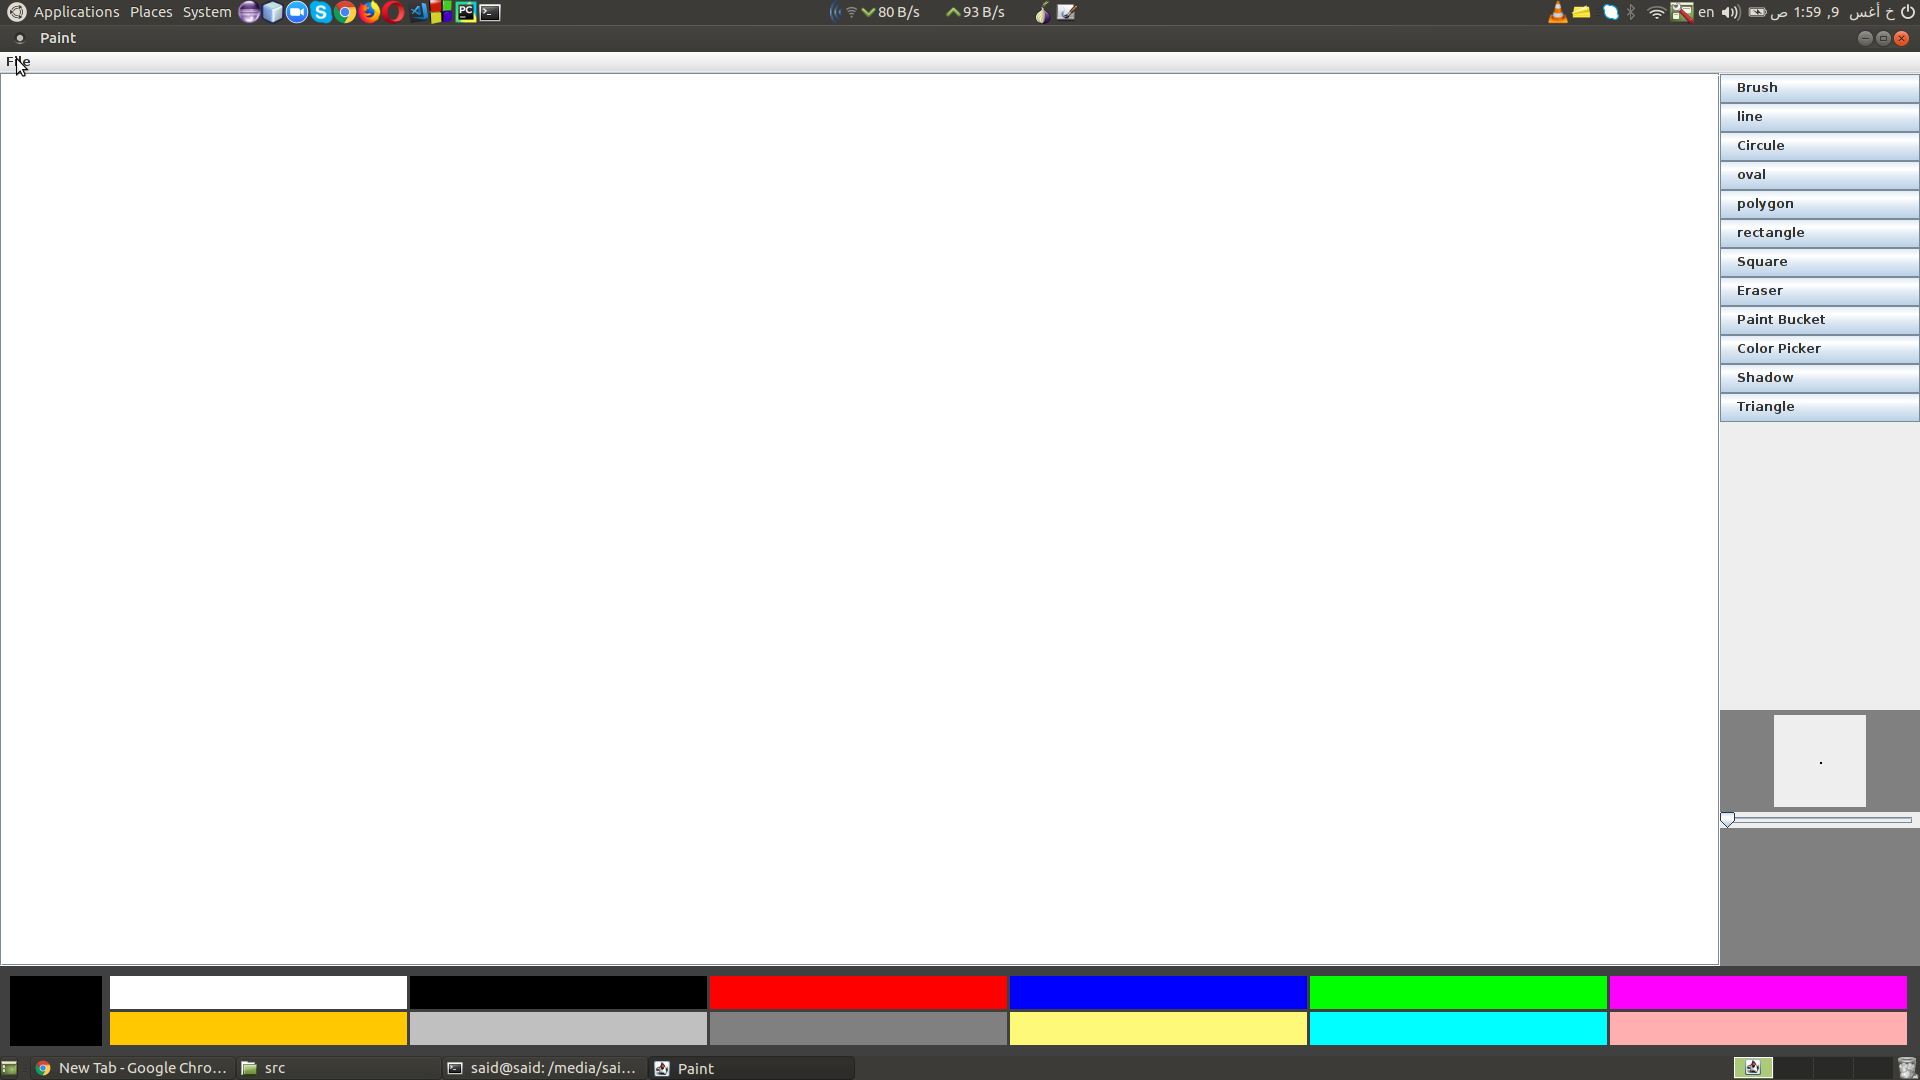 Applications Places System 80 B/s 93 B/s en خ أغس 9, 1:59 ص
Paint
File
Brush
line
Circule
oval
polygon
rectangle
Square
Eraser
Paint Bucket
Color Picker
Shadow
Triangle
New Tab - Google Chro... src said@said: /media/sai... Paint